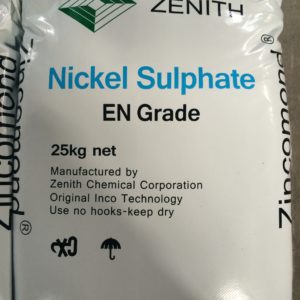 ZENITH
Nickel Sulphate
EN Grade
25kg net
Manufactured by
Zenith Chemical Corporation
Original Inco Technology
Use no hooks-keep dry
Zincomond®